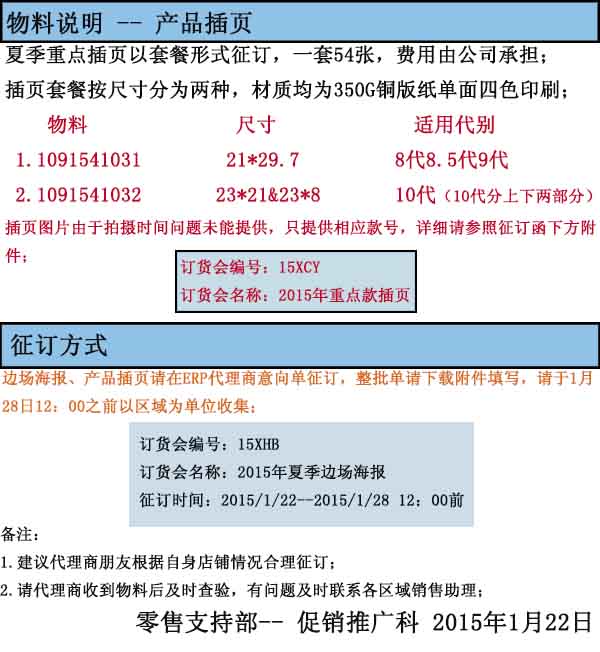 物料说明 -- 产品插页
夏季重点插页以套餐形式征订，一套54张，费用由公司承担；
插页套餐按尺寸分为两种，材质均为350G铜版纸单面四色印刷；
物料 尺寸 适用代别
1.1091541031 21*29.7 8代8.5代9代
2.1091541032 23*21&23*8 10代（10代分上下两部分）
插页图片由于拍摄时间问题未能提供，只提供相应款号，详细请参照征订函下方附
件；
订货会编号：15XCY
订货会名称：2015年重点款插页
征订方式
边场海报、产品插页请在ERP代理商意向单征订，整批单请下载附件填写，请于1月
28日12：00之前以区域为单位收集；
订货会编号：15XHB
订货会名称：2015年夏季边场海报
征订时间：2015/1/22--2015/1/28 12：00前
备注：
1.建议代理商朋友根据自身店铺情况合理征订；
2.请代理商收到物料后及时查验，有问题及时联系各区域销售助理；
零售支持部-- 促销推广科 2015年1月22日